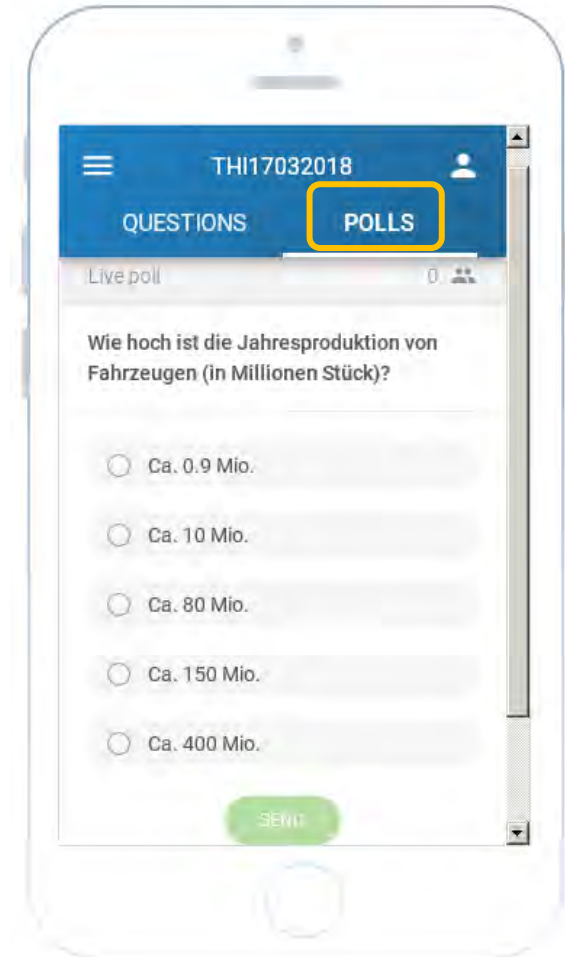 THI17032018
QUESTIONS POLLS
Live poll 0
Wie hoch ist die Jahresproduktion von
Fahrzeugen (in Millionen Stück)?
Ca. 0.9 Mio.
Ca. 10 Mio.
Ca. 80 Mio.
Ca. 150 Mio.
Ca. 400 Mio.
SEND